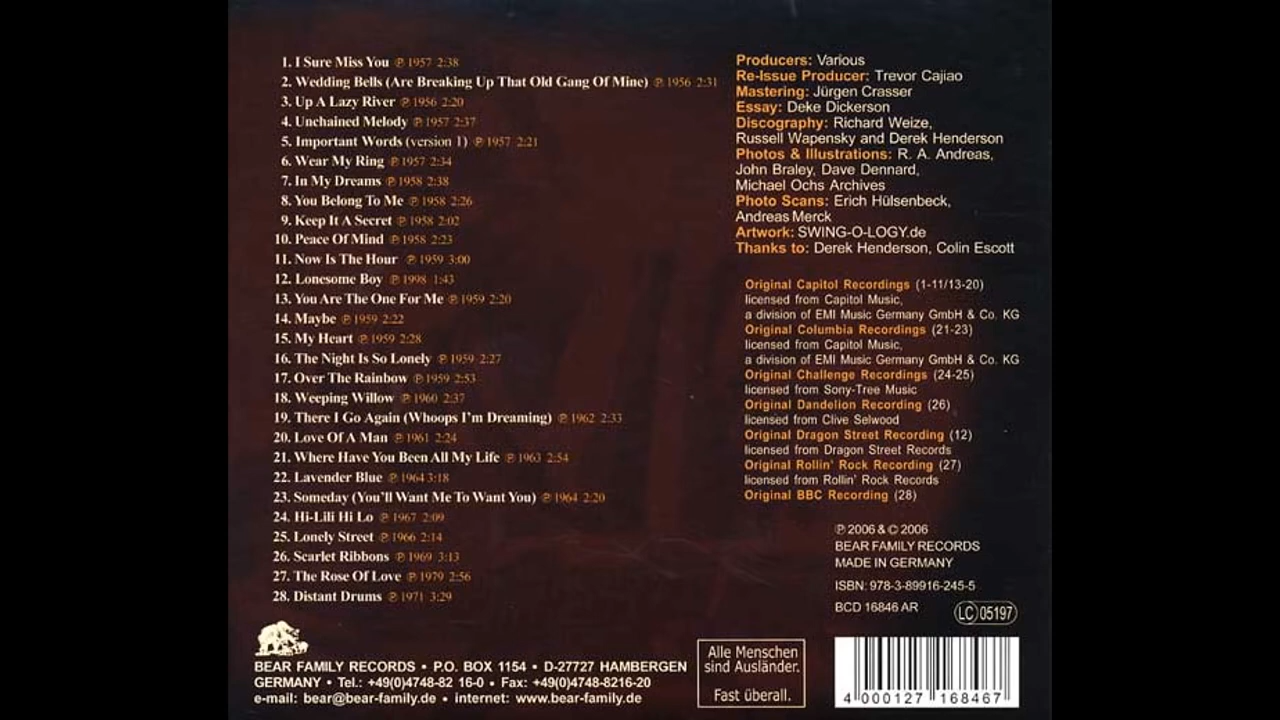 1. I Sure Miss You ℗ 1957 2:38
2. Wedding Bells (Are Breaking Up That Old Gang Of Mine) ℗ 1956 2:31
3. Up A Lazy River ℗ 1956 2:20
4. Unchained Melody ℗ 1957 2:37
5. Important Words (version 1) ℗ 1957 2:21
6. Wear My Ring ℗ 1957 2:34
7. In My Dreams ℗ 1958 2:38
8. You Belong To Me ℗ 1958 2:26
9. Keep It A Secret ℗ 1958 2:02
10. Peace Of Mind ℗ 1958 2:23
11. Now Is The Hour ℗ 1959 3:00
12. Lonesome Boy ℗ 1998 1:43
13. You Are The One For Me ℗ 1959 2:20
14. Maybe ℗ 1959 2:22
15. My Heart ℗ 1959 2:28
16. The Night Is So Lonely ℗ 1959 2:27
17. Over The Rainbow ℗ 1959 2:53
18. Weeping Willow ℗ 1960 2:37
19. There I Go Again (Whoops I'm Dreaming) ℗ 1962 2:33
20. Love Of A Man ℗ 1961 2:24
21. Where Have You Been All My Life ℗ 1963 2:54
22. Lavender Blue ℗ 1964 3:18
23. Someday (You'll Want Me To Want You) ℗ 1964 2:20
24. Hi-Lili Hi Lo ℗ 1967 2:09
25. Lonely Street ℗ 1966 2:14
26. Scarlet Ribbons ℗ 1969 3:13
27. The Rose Of Love ℗ 1979 2:56
28. Distant Drums ℗ 1971 3:29
Producers: Various
Re-Issue Producer: Trevor Cajiao
Mastering: Jürgen Crasser
Essay: Deke Dickerson
Discography: Richard Weize,
Russell Wapensky and Derek Henderson
Photos & Illustrations: R. A. Andreas,
John Braley, Dave Dennard,
Michael Ochs Archives
Photo Scans: Erich Hülsenbeck,
Andreas Merck
Artwork: SWING-O-LOGY.de
Thanks to: Derek Henderson, Colin Escott
Original Capitol Recordings (1-11/13-20)
licensed from Capitol Music,
a division of EMI Music Germany GmbH & Co. KG
Original Columbia Recordings (21-23)
licensed from Capitol Music,
a division of EMI Music Germany GmbH & Co. KG
Original Challenge Recordings (24-25)
licensed from Sony-Tree Music
Original Dandelion Recording (26)
licensed from Clive Selwood
Original Dragon Street Recording (12)
licensed from Dragon Street Records
Original Rollin' Rock Recording (27)
licensed from Rollin' Rock Records
Original BBC Recording (28)
℗ 2006 & © 2006
BEAR FAMILY RECORDS
MADE IN GERMANY
ISBN: 978-3-89916-245-5
BCD 16846 AR
LC 05197
BEAR FAMILY RECORDS • P.O. BOX 1154 • D-27727 HAMBERGEN
GERMANY • Tel.: +49(0)4748-82 16-0 • Fax: +49(0)4748-8216-20
e-mail: bear@bear-family.de • internet: www.bear-family.de
Alle Menschen
sind Ausländer.
Fast überall.
4 000127 168467